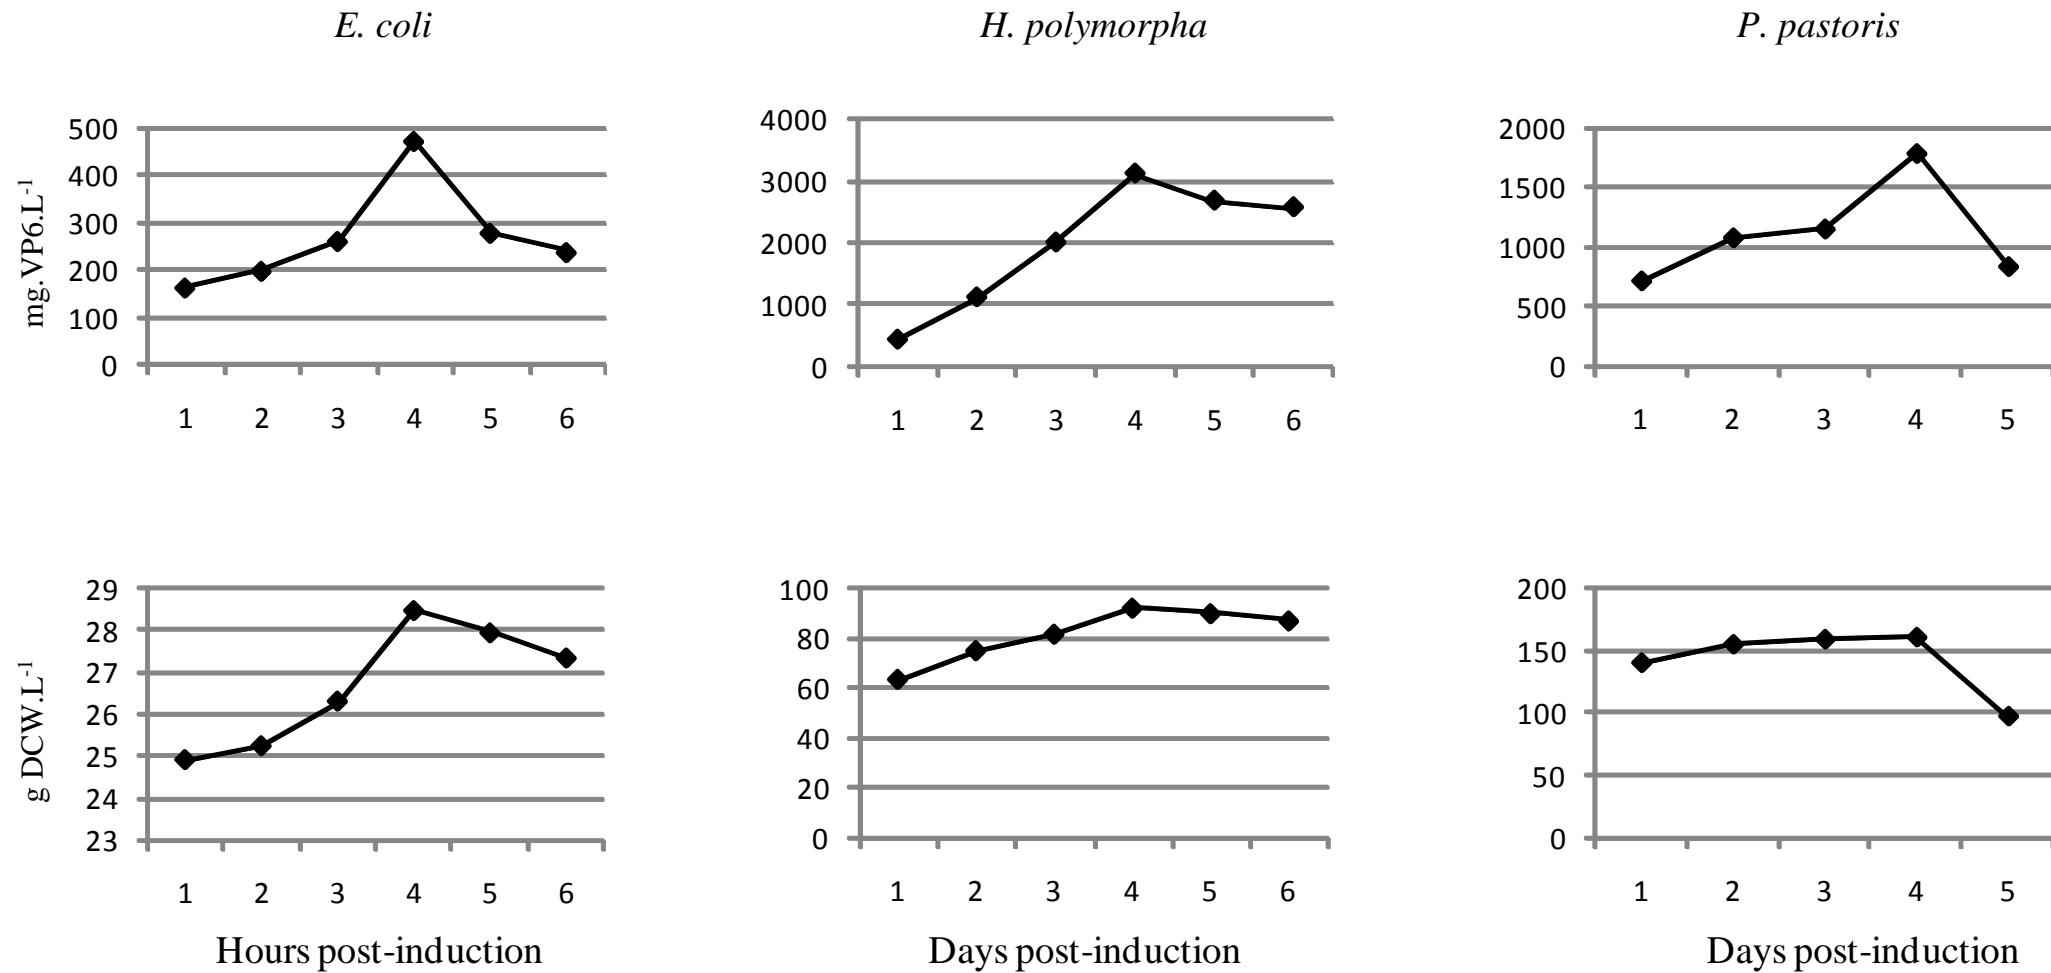 E. coli
H. polymorpha
P. pastoris
mg.VP6.L-1
500
400
300
200
100
0
1 2 3 4 5 6
4000
3000
2000
1000
0
1 2 3 4 5 6
2000
1500
1000
500
0
1 2 3 4 5
g DCW.L-1
29
28
27
26
25
24
23
1 2 3 4 5 6
Hours post-induction
100
80
60
40
20
0
1 2 3 4 5 6
Days post-induction
200
150
100
50
0
1 2 3 4 5
Days post-induction